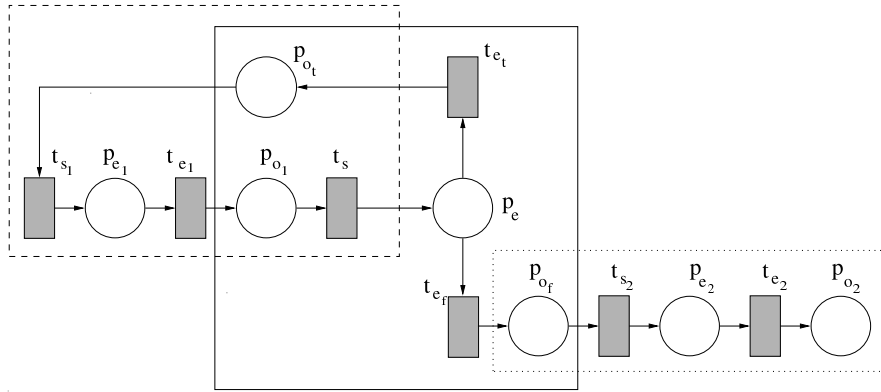 p_{o_t} t_{e_t}
t_{s_1} p_{e_1} t_{e_1} p_{o_1} t_s
p_e
t_{e_f} p_{o_f} t_{s_2} p_{e_2} t_{e_2} p_{o_2}